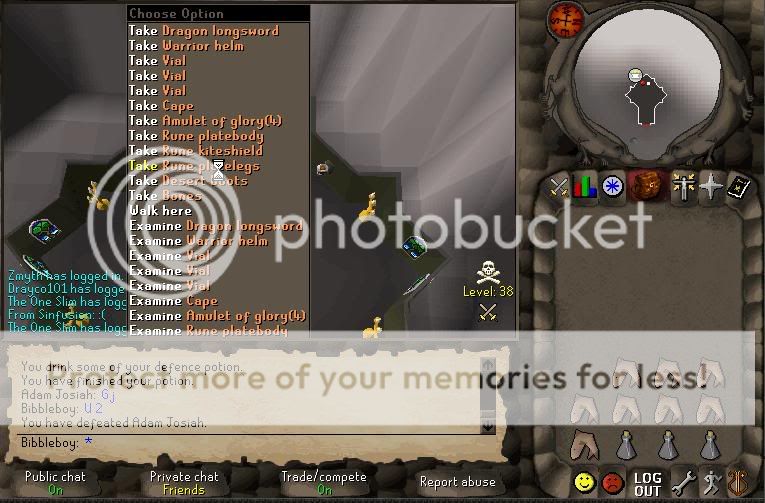 Choose Option
Take Dragon longsword
Take Warrior helm
Take Vial
Take Vial
Take Vial
Take Cape
Take Amulet of glory(4)
Take Rune platebody
Take Rune kiteshield
Take Rune platelegs
Take Desert boots
Take Bones
Walk here
Examine Dragon longsword
Examine Warrior helm
Examine Vial
Examine Vial
Examine Vial
Examine Cape
Examine Amulet of glory(4)
Examine Rune platebody
photobucket
Level: 38
Zmyth has logged in.
Drayco101 has logged
The One Slim has logg
From Sinfusion: :(
The One Slim has logg
You drink some of your defence potion.
You have finished your potion.
Adam Josiah: Gj
Bibbleboy: U 2
You have defeated Adam Josiah.
Bibbleboy: *
more of your memories for less!
Public chat
On
Private chat
Friends
Trade/compete
On
Report abuse
LOG
OUT